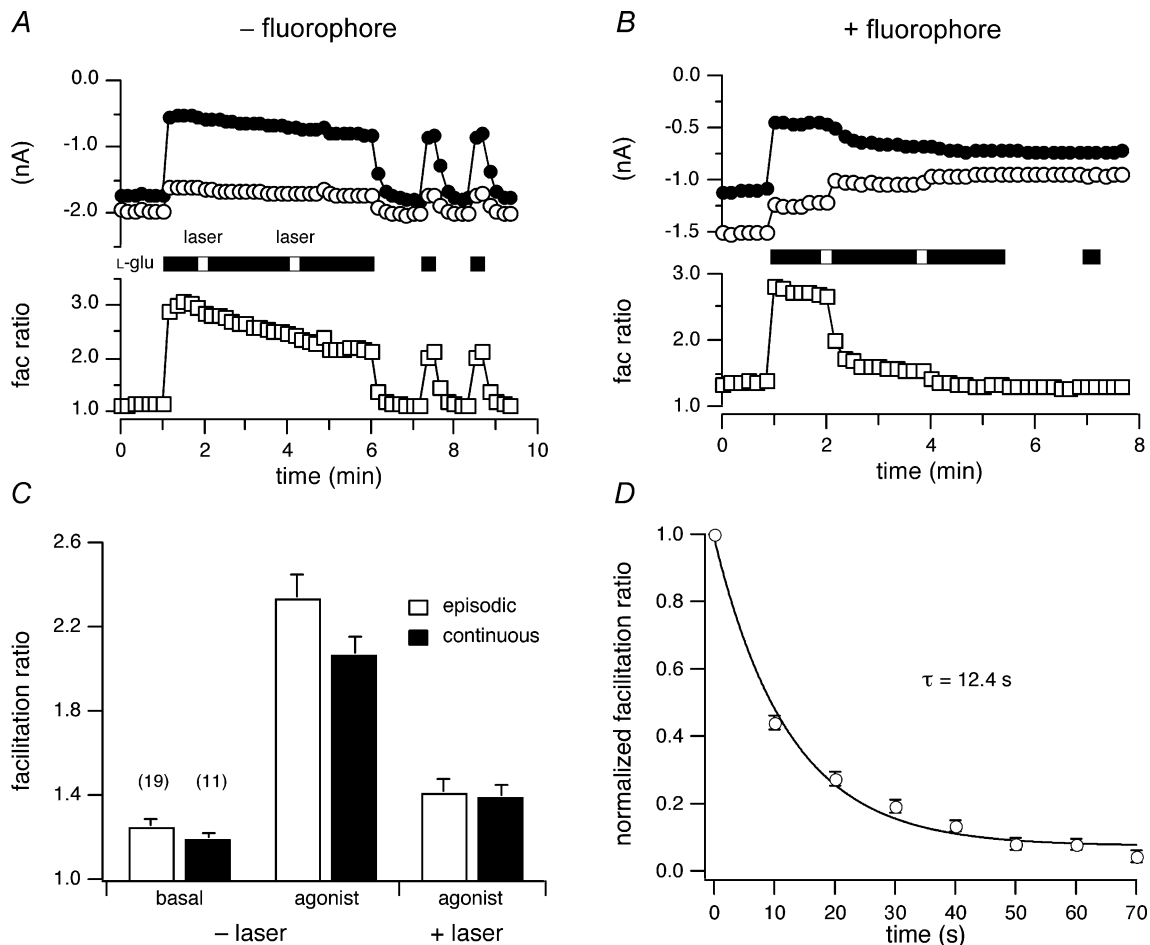 A
– fluorophore
0.0
-1.0
-2.0
(nA)
laser
laser
L-glu
3.0
2.0
1.0
fac ratio
0
2
4
6
8
10
time (min)
B
+ fluorophore
0.0
-0.5
-1.0
-1.5
(nA)
3.0
2.0
1.0
fac ratio
0
2
4
6
8
time (min)
C
2.6
2.2
1.8
1.4
1.0
facilitation ratio
episodic
continuous
(19)
(11)
basal
agonist
agonist
– laser
+ laser
D
1.0
0.8
0.6
0.4
0.2
0.0
normalized facilitation ratio
τ = 12.4 s
0
10
20
30
40
50
60
70
time (s)